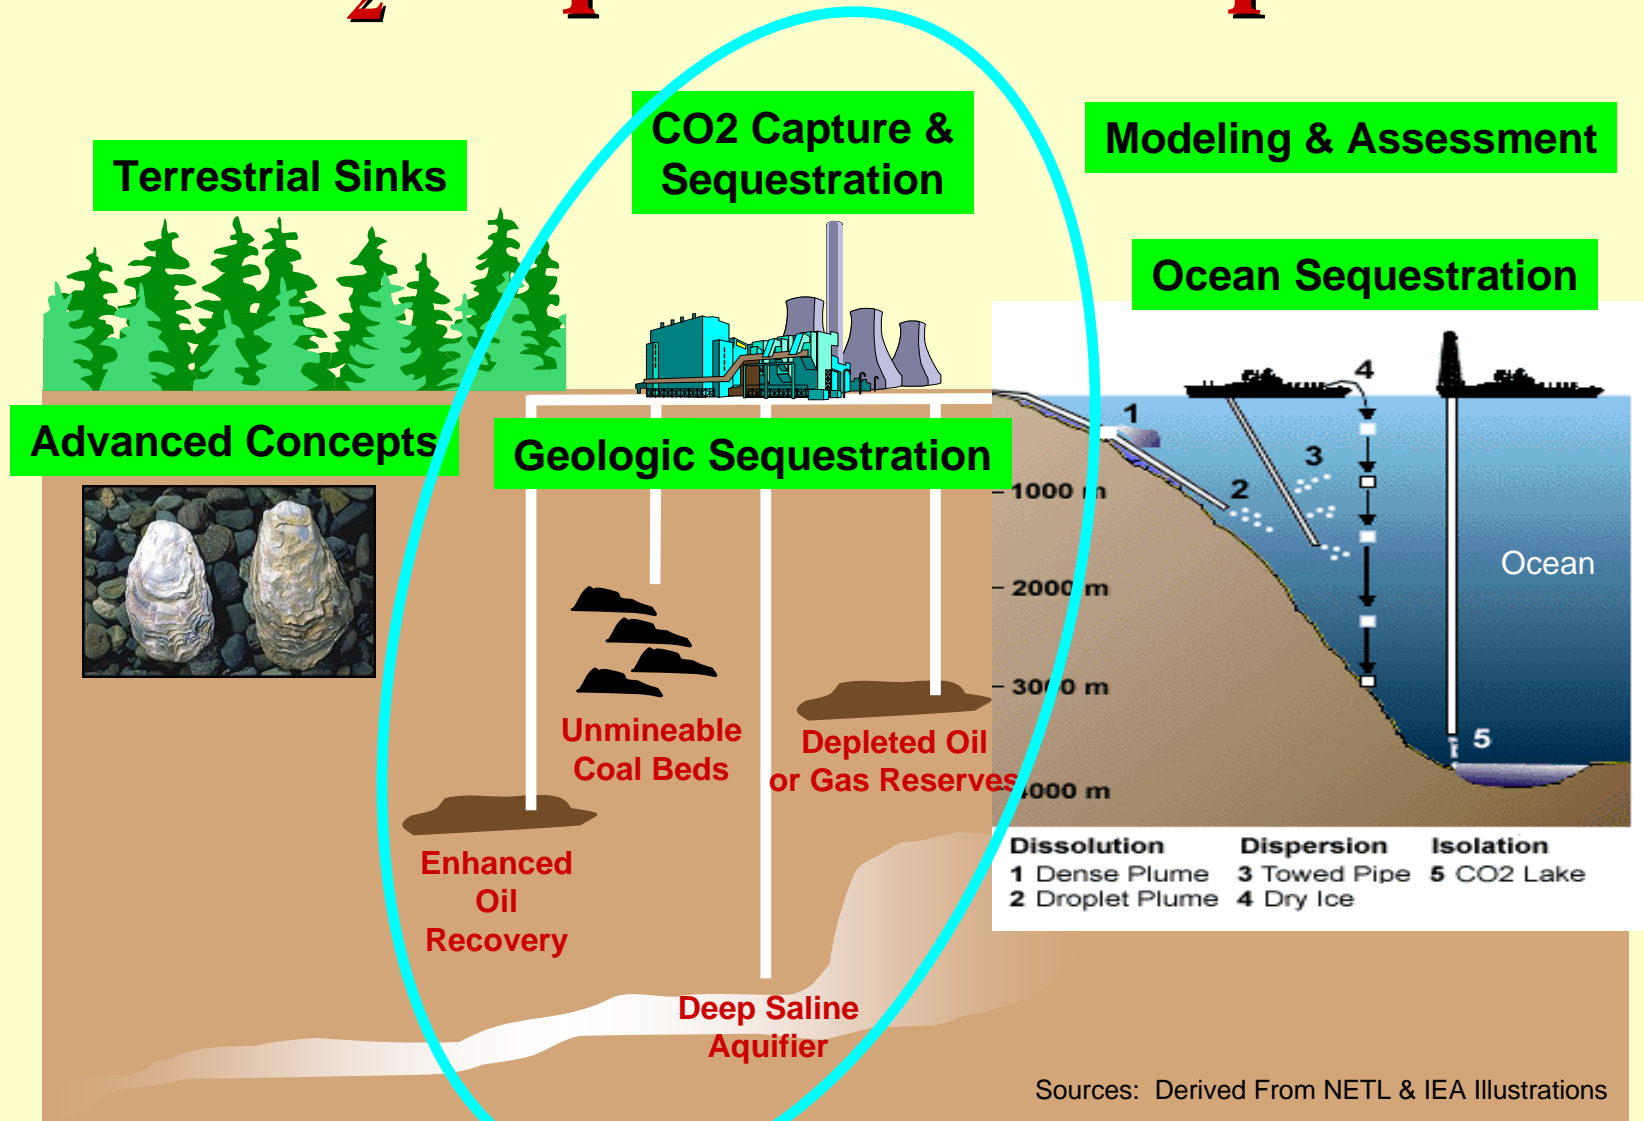 Terrestrial Sinks
CO2 Capture &
Sequestration
Modeling & Assessment
Ocean Sequestration
Advanced Concepts
Geologic Sequestration
4
1
3
2
1000 m
2000 m
3000 m
4000 m
Ocean
5
Unmineable
Coal Beds
Depleted Oil
or Gas Reserves
Enhanced
Oil
Recovery
Deep Saline
Aquifier
Dissolution
1 Dense Plume
2 Droplet Plume
Dispersion
3 Towed Pipe
4 Dry Ice
Isolation
5 CO2 Lake
Sources: Derived From NETL & IEA Illustrations